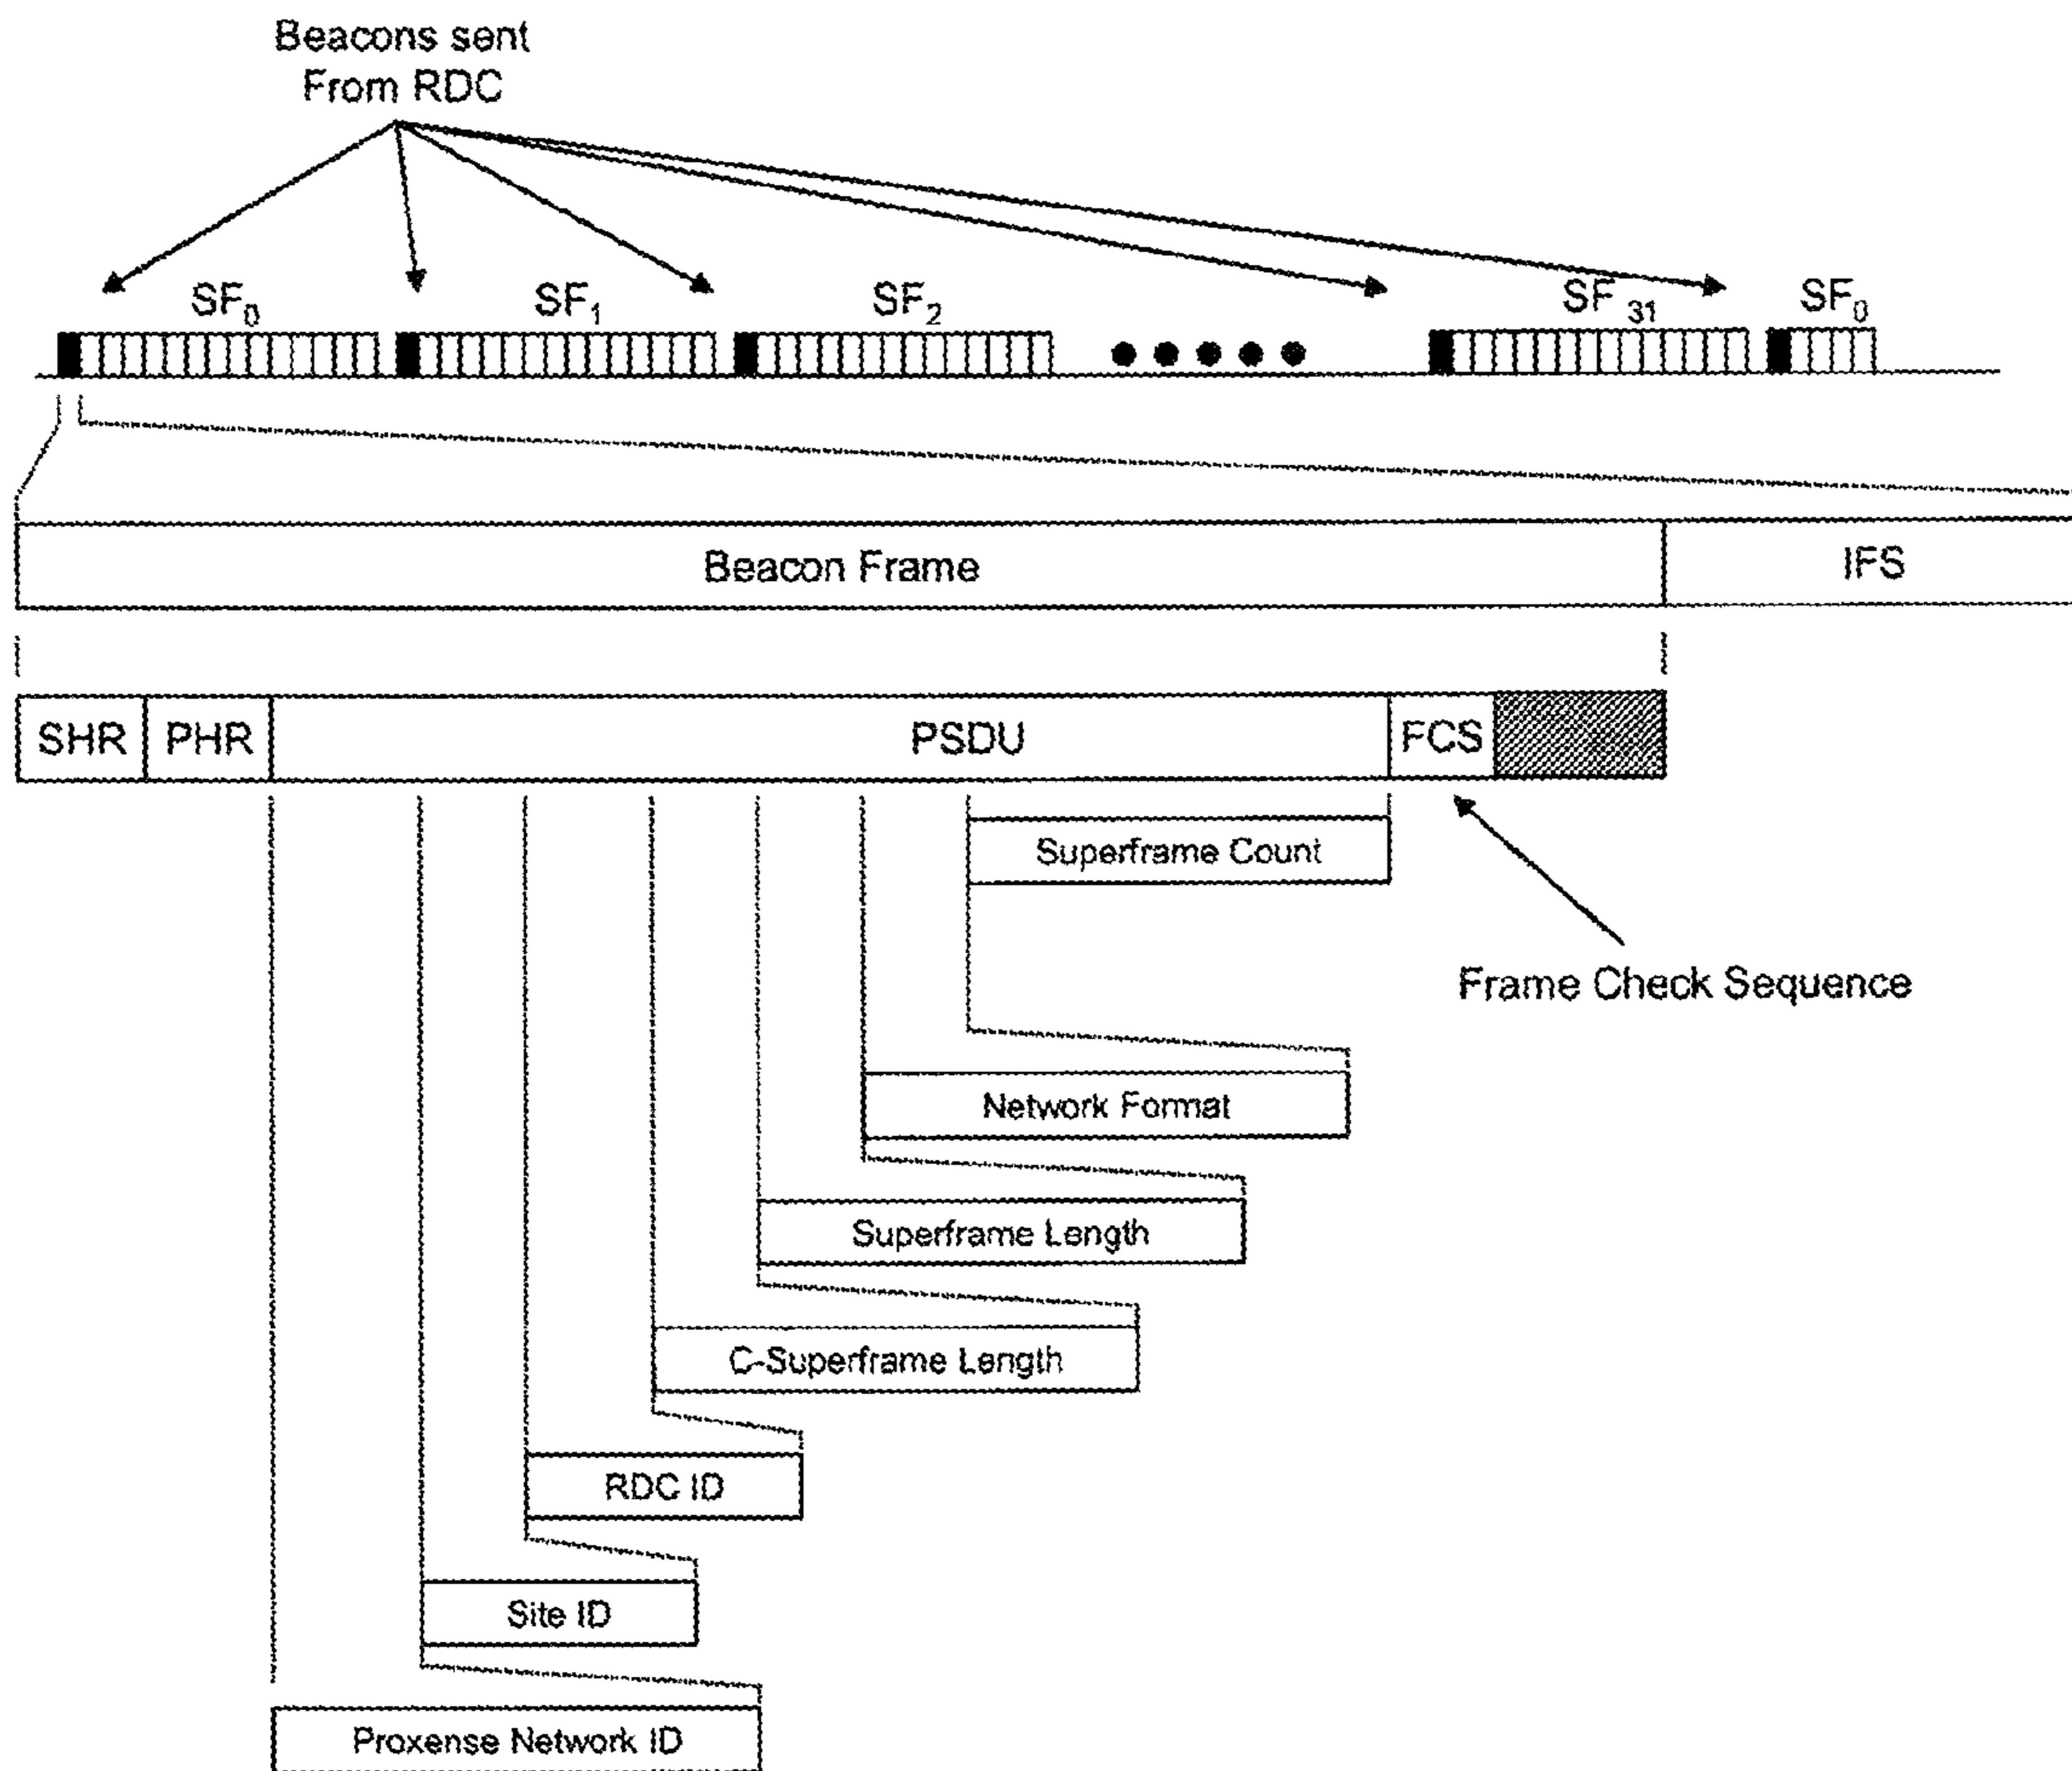 Beacons sent
From RDC
SF0 SF1 SF2 SF31 SF0
Beacon Frame IFS
SHR PHR PSDU FCS
Superframe Count
Frame Check Sequence
Network Format
Superframe Length
C-Superframe Length
RDC ID
Site ID
Proxense Network ID